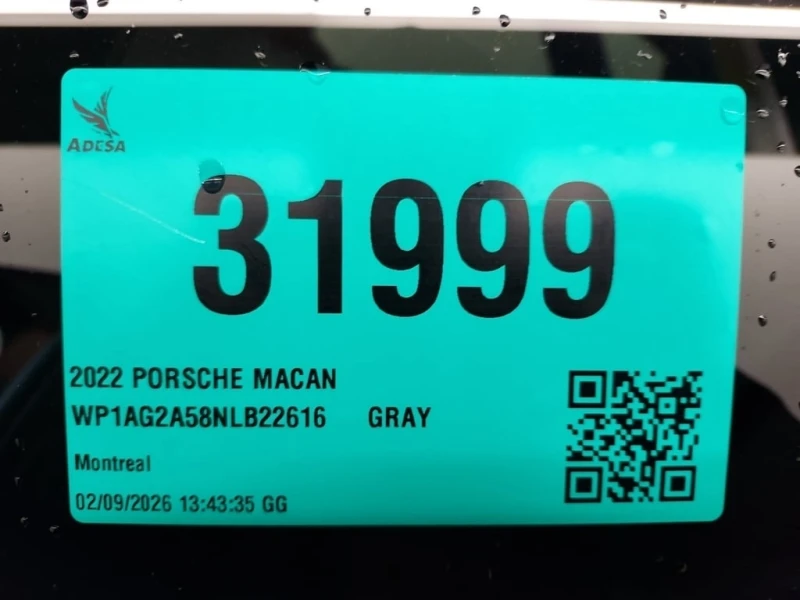 ADESA
31999
2022 PORSCHE MACAN
WP1AG2A58NLB22616 GRAY
Montreal
02/09/2026 13:43:35 GG